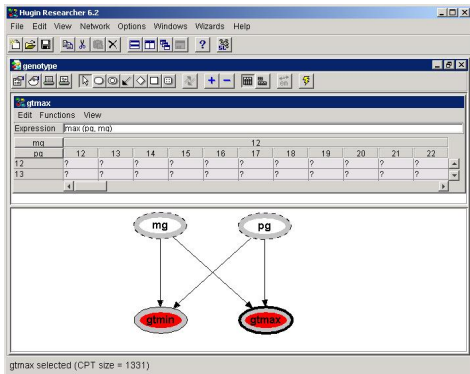 Hugin Researcher 6.2
File Edit View Network Options Windows Wizards Help
genotype
gtmax
Edit Functions View
Expression max (pg, mg)
mg 12
pg 12 13 14 15 16 17 18 19 20 21 22
12 ? ? ? ? ? ? ? ? ? ? ?
13 ? ? ? ? ? ? ? ? ? ? ?
mg pg
gtmin gtmax
gtmax selected (CPT size = 1331)